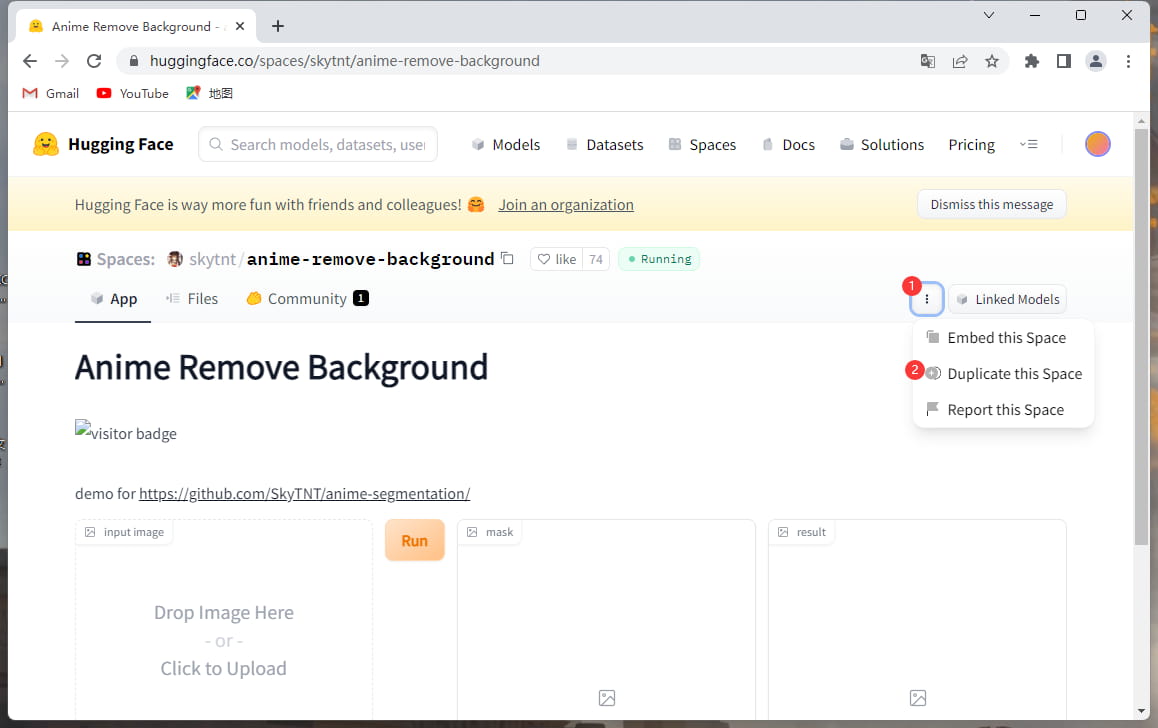 Anime Remove Background -
huggingface.co/spaces/skytnt/anime-remove-background
Gmail YouTube 地图
Hugging Face Search models, datasets, user Models Datasets Spaces Docs Solutions Pricing
Hugging Face is way more fun with friends and colleagues! 🤗 Join an organization Dismiss this message
Spaces: skytnt/anime-remove-background like 74 Running
App Files Community 1
1 Linked Models
Embed this Space
2 Duplicate this Space
Report this Space
Anime Remove Background
visitor badge
demo for https://github.com/SkyTNT/anime-segmentation/
input image Run mask result
Drop Image Here
- or -
Click to Upload